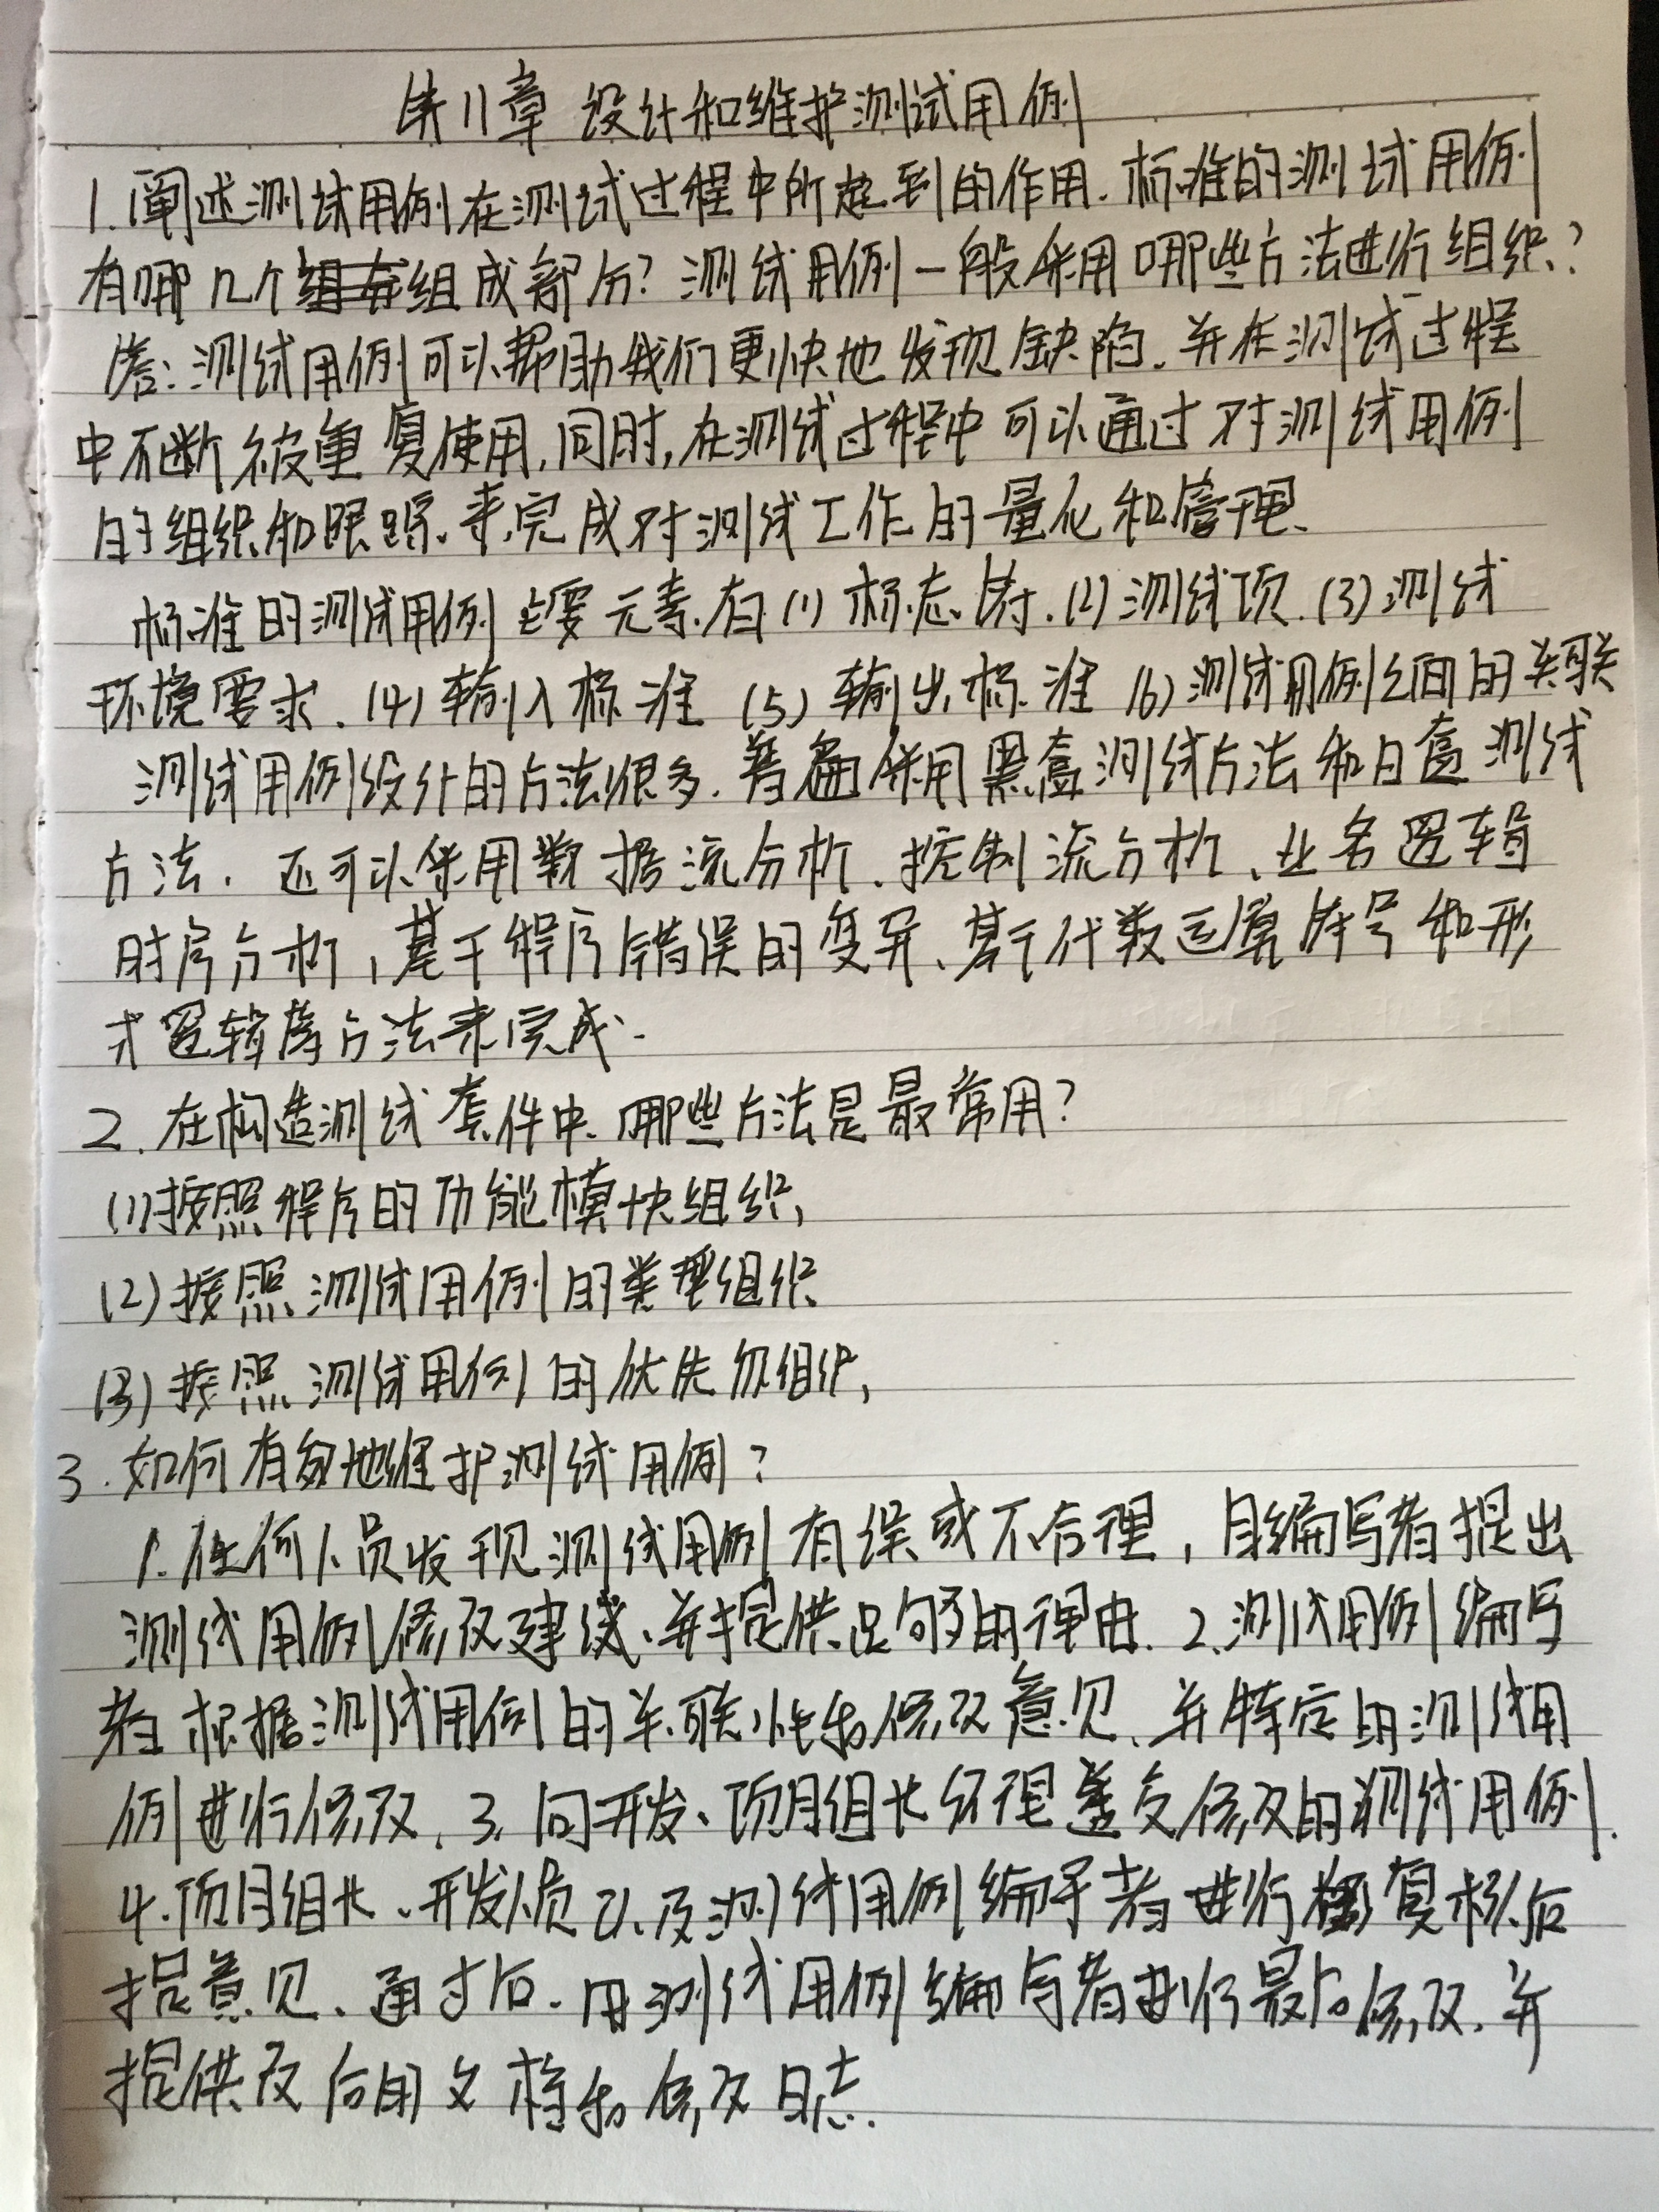 第11章 设计和维护测试用例
1.阐述测试用例在测试过程中所起到的作用.标准的测试用例
有哪几个组成部分?测试用例一般采用哪些方法进行组织?
答:测试用例可以帮助我们更快地发现缺陷.并在测试过程
中不断被重复使用,同时,在测试过程中可以通过对测试用例
的组织和跟踪.来完成对测试工作的量化和管理.
标准的测试用例主要元素有(1)标志符.(2)测试项.(3)测试
环境要求.(4)输入标准 (5)输出标准 (6)测试用例之间的关联
测试用例设计的方法很多.普遍采用黑盒测试方法和白盒测试
方法.还可以采用数据流分析、控制流分析、业务逻辑
时序分析,基于程序错误的变异、基于代数运算符号和形
式逻辑等方法来完成.
2.在构造测试套件中.哪些方法是最常用?
(1)按照程序的功能模块组织,
(2)按照测试用例的类型组织
(3)按照测试用例的优先级组织,
3.如何有效地维护测试用例?
1.任何人员发现测试用例有误或不合理,向编写者提出
测试用例修改建议、并提供足够的理由.2.测试用例编写
者根据测试用例的关联性和修改意见、并特定的测试用
例进行修改.3.向开发、项目组长经理递交修改的测试用例.
4.项目组长、开发人员以及测试用例编写者进行复核后
提意见、通过后.由测试用例编写者进行最后修改.并
提供改后的文档和修改日志.